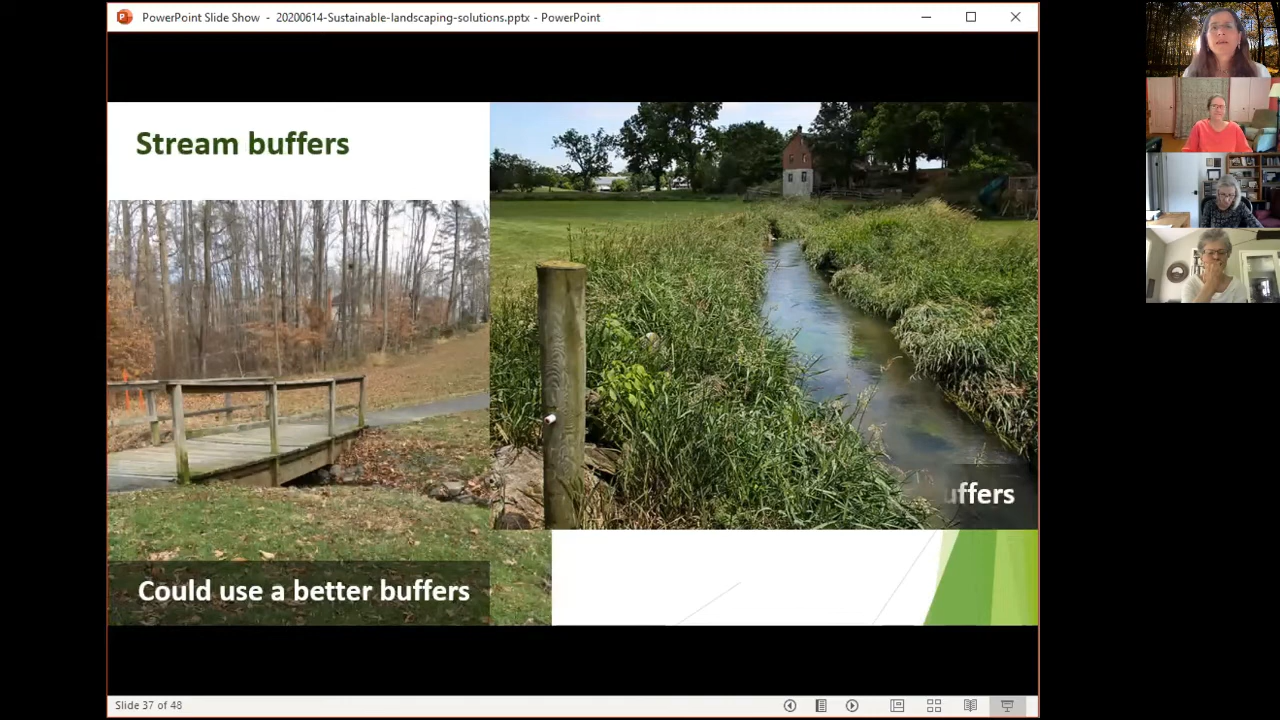 PowerPoint Slide Show - 20200614-Sustainable-landscaping-solutions.pptx - PowerPoint
Stream buffers
uffers
Could use a better buffers
Slide 37 of 48